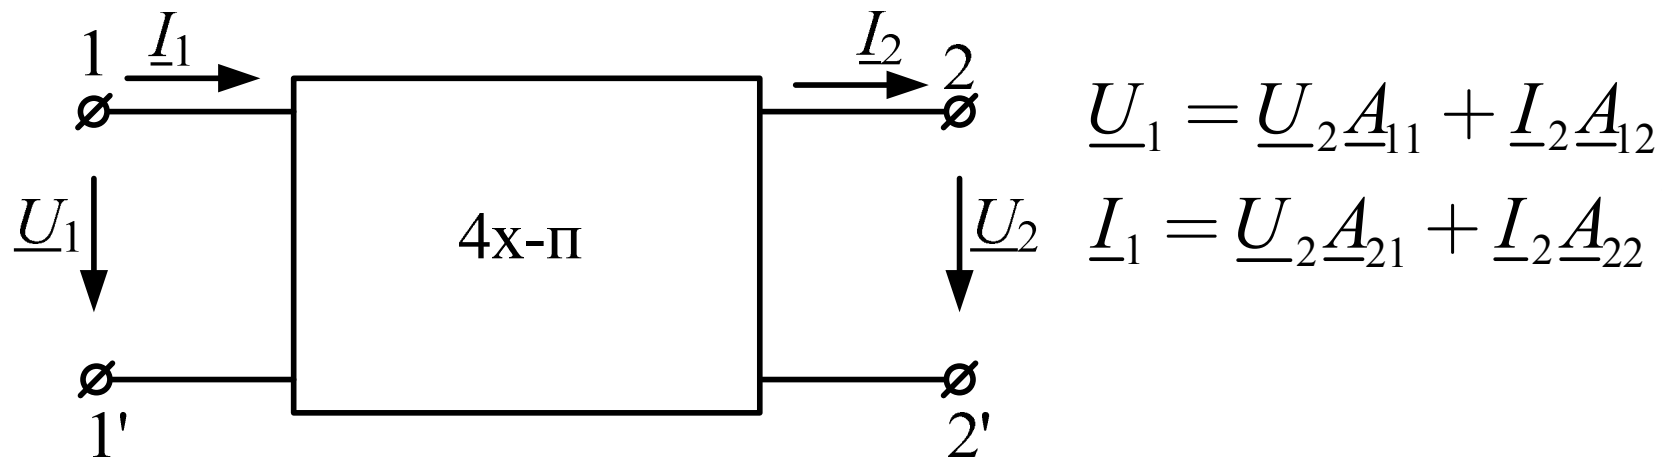 1
I₁
I₂
2
U₁
4х-п
U₂
1'
2'
U₁ = U₂A₁₁ + I₂A₁₂
I₁ = U₂A₂₁ + I₂A₂₂